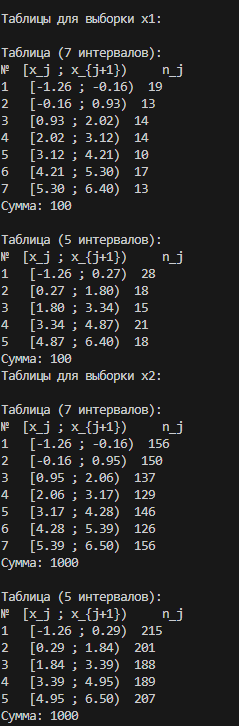 Таблицы для выборки x1:
Таблица (7 интервалов):
№  [x_j ; x_{j+1})    n_j
1   [-1.26 ; -0.16)  19
2   [-0.16 ; 0.93)  13
3   [0.93 ; 2.02)  14
4   [2.02 ; 3.12)  14
5   [3.12 ; 4.21)  10
6   [4.21 ; 5.30)  17
7   [5.30 ; 6.40)  13
Сумма: 100
Таблица (5 интервалов):
№  [x_j ; x_{j+1})    n_j
1   [-1.26 ; 0.27)  28
2   [0.27 ; 1.80)  18
3   [1.80 ; 3.34)  15
4   [3.34 ; 4.87)  21
5   [4.87 ; 6.40)  18
Сумма: 100
Таблицы для выборки x2:
Таблица (7 интервалов):
№  [x_j ; x_{j+1})    n_j
1   [-1.26 ; -0.16)  156
2   [-0.16 ; 0.95)  150
3   [0.95 ; 2.06)  137
4   [2.06 ; 3.17)  129
5   [3.17 ; 4.28)  146
6   [4.28 ; 5.39)  126
7   [5.39 ; 6.50)  156
Сумма: 1000
Таблица (5 интервалов):
№  [x_j ; x_{j+1})    n_j
1   [-1.26 ; 0.29)  215
2   [0.29 ; 1.84)  201
3   [1.84 ; 3.39)  188
4   [3.39 ; 4.95)  189
5   [4.95 ; 6.50)  207
Сумма: 1000